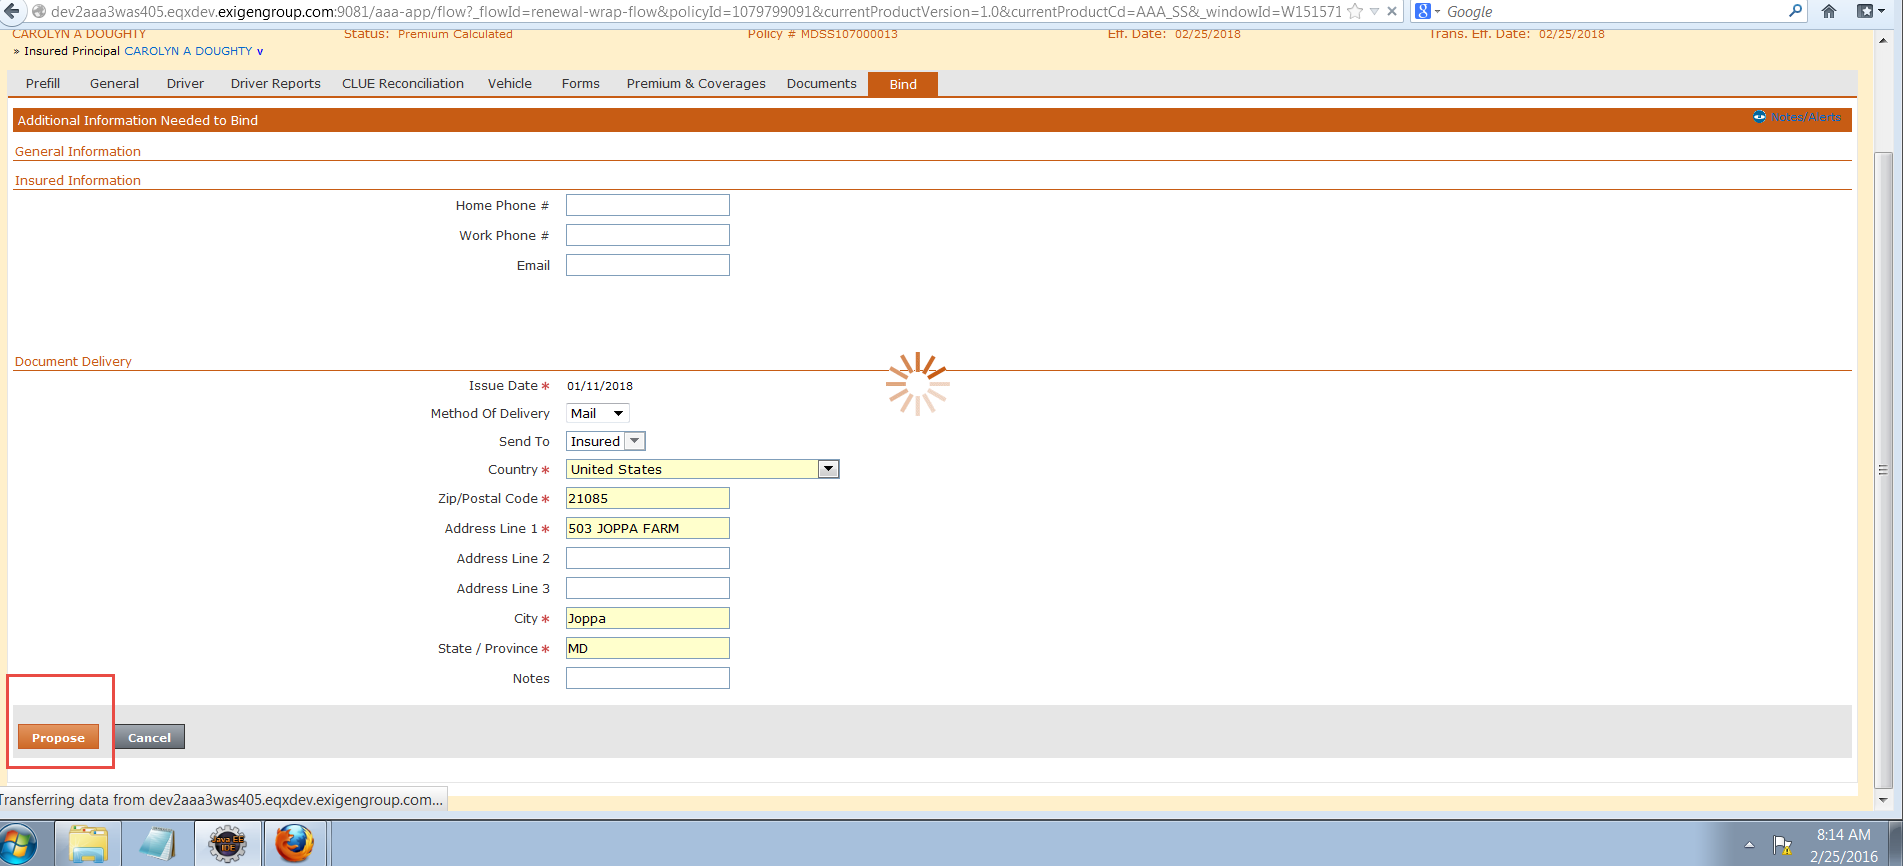 dev2aaa3was405.eqxdev.exigengroup.com:9081/aaa-app/flow?_flowId=renewal-wrap-flow&policyId=1079799091&currentProductVersion=1.0&currentProductCd=AAA_SS&_windowId=W151571
Google
CAROLYN A DOUGHTY Status: Premium Calculated Policy # MDSS107000013 Eff. Date: 02/25/2018 Trans. Eff. Date: 02/25/2018
» Insured Principal CAROLYN A DOUGHTY v
Prefill General Driver Driver Reports CLUE Reconciliation Vehicle Forms Premium & Coverages Documents Bind
Additional Information Needed to Bind
Notes/Alerts
General Information
Insured Information
Home Phone #
Work Phone #
Email
Document Delivery
Issue Date * 01/11/2018
Method Of Delivery Mail
Send To Insured
Country * United States
Zip/Postal Code * 21085
Address Line 1 * 503 JOPPA FARM
Address Line 2
Address Line 3
City * Joppa
State / Province * MD
Notes
Propose Cancel
Transferring data from dev2aaa3was405.eqxdev.exigengroup.com...
Java EE
IDE
8:14 AM
2/25/2016